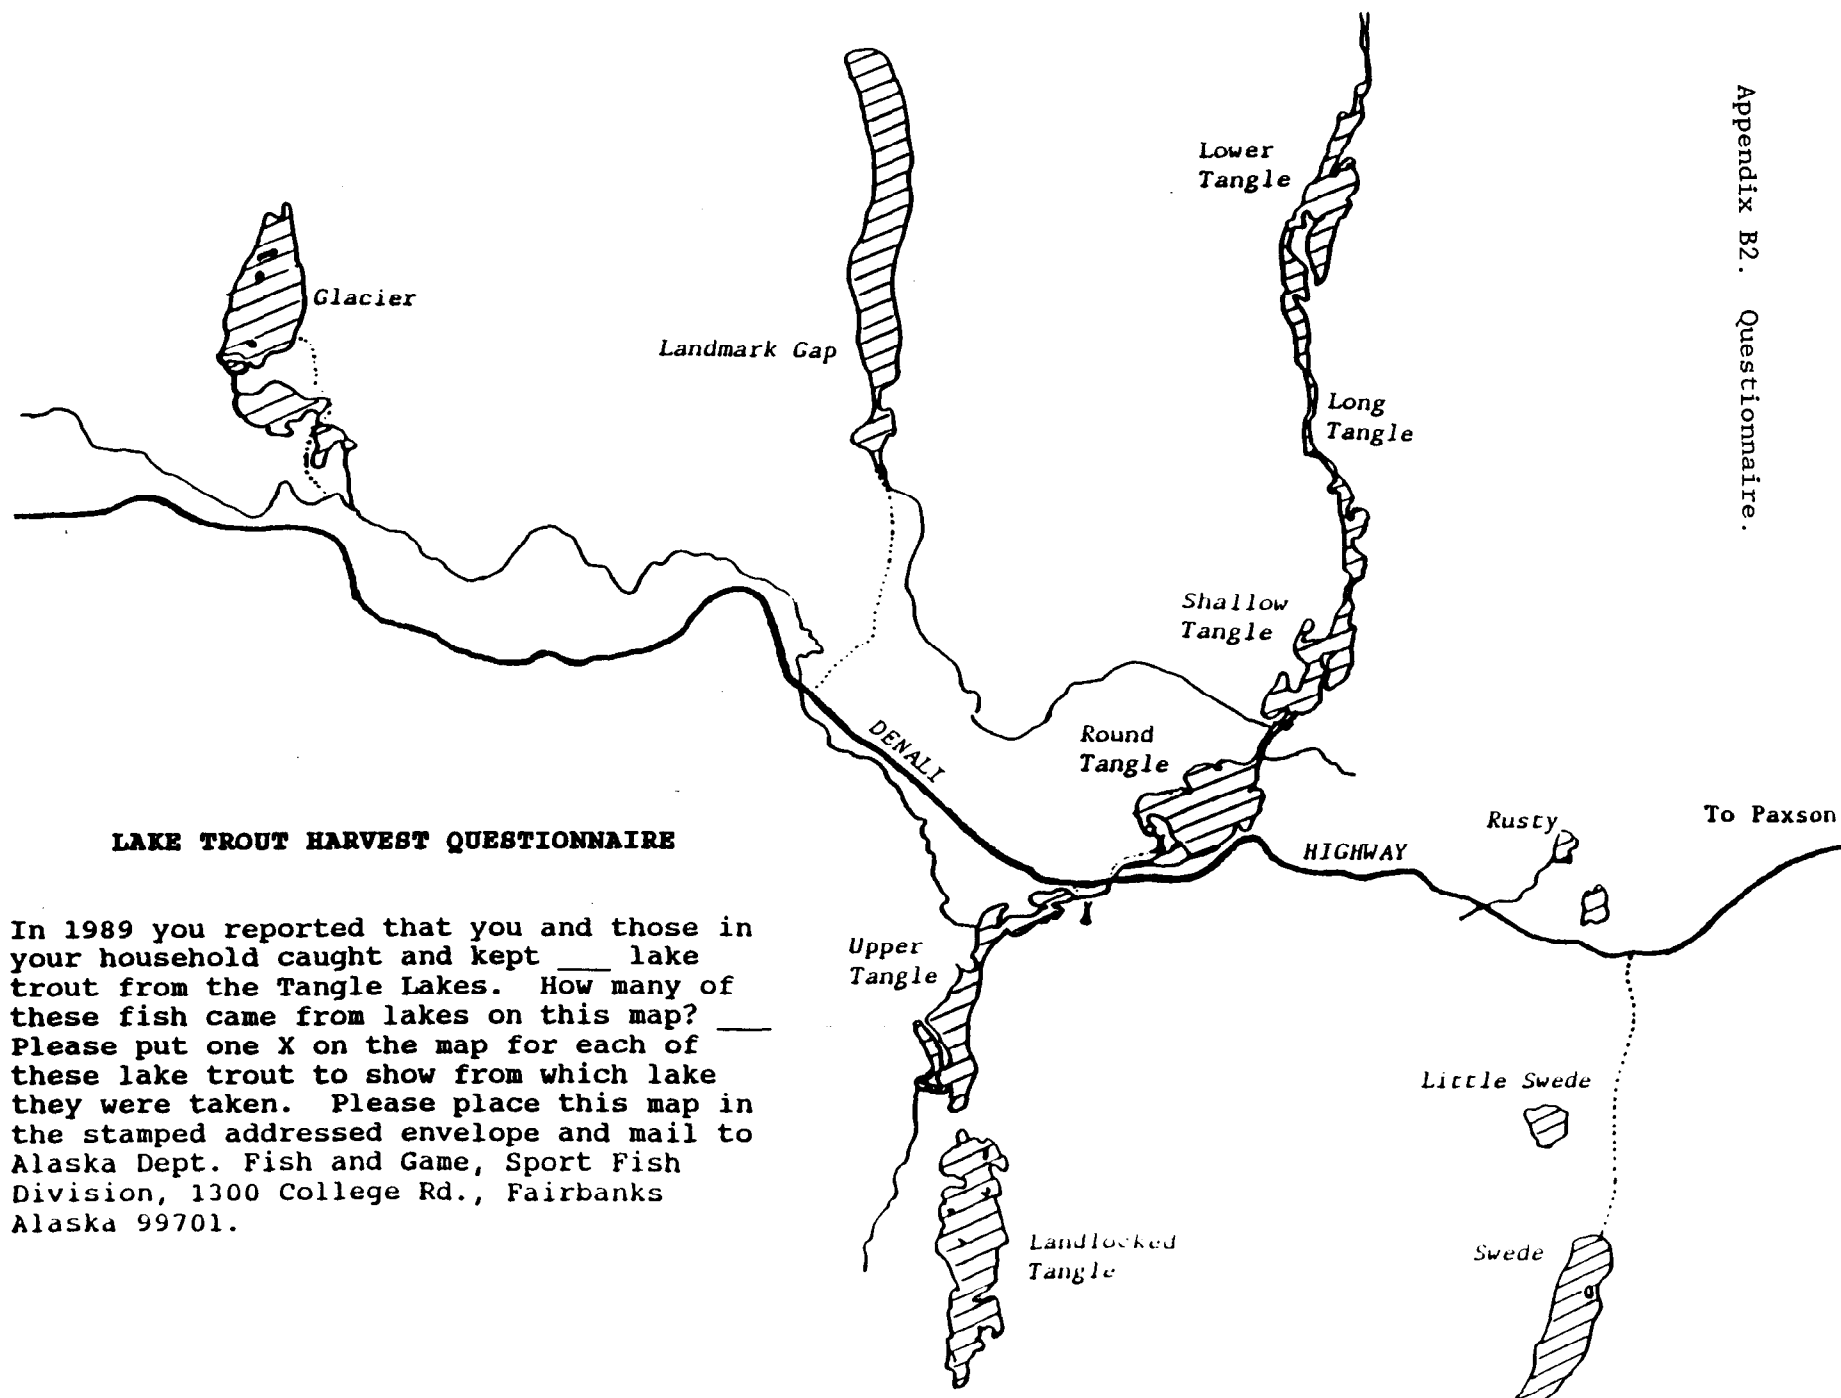 Appendix B2.  Questionnaire.
Lower
Tangle
Glacier
Landmark Gap
Long
Tangle
Shallow
Tangle
Round
Tangle
DENALI
HIGHWAY
Rusty
To Paxson
Upper
Tangle
Little Swede
Swede
Landlocked
Tangle
LAKE TROUT HARVEST QUESTIONNAIRE
In 1989 you reported that you and those in
your household caught and kept ___ lake
trout from the Tangle Lakes.  How many of
these fish came from lakes on this map? ___
Please put one X on the map for each of
these lake trout to show from which lake
they were taken.  Please place this map in
the stamped addressed envelope and mail to
Alaska Dept. Fish and Game, Sport Fish
Division, 1300 College Rd., Fairbanks
Alaska 99701.